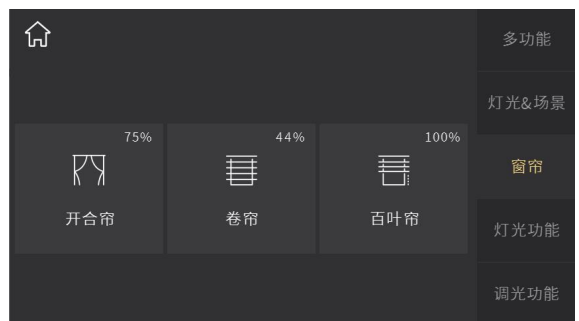 75%
开合帘
44%
卷帘
100%
百叶帘
多功能
灯光&场景
窗帘
灯光功能
调光功能